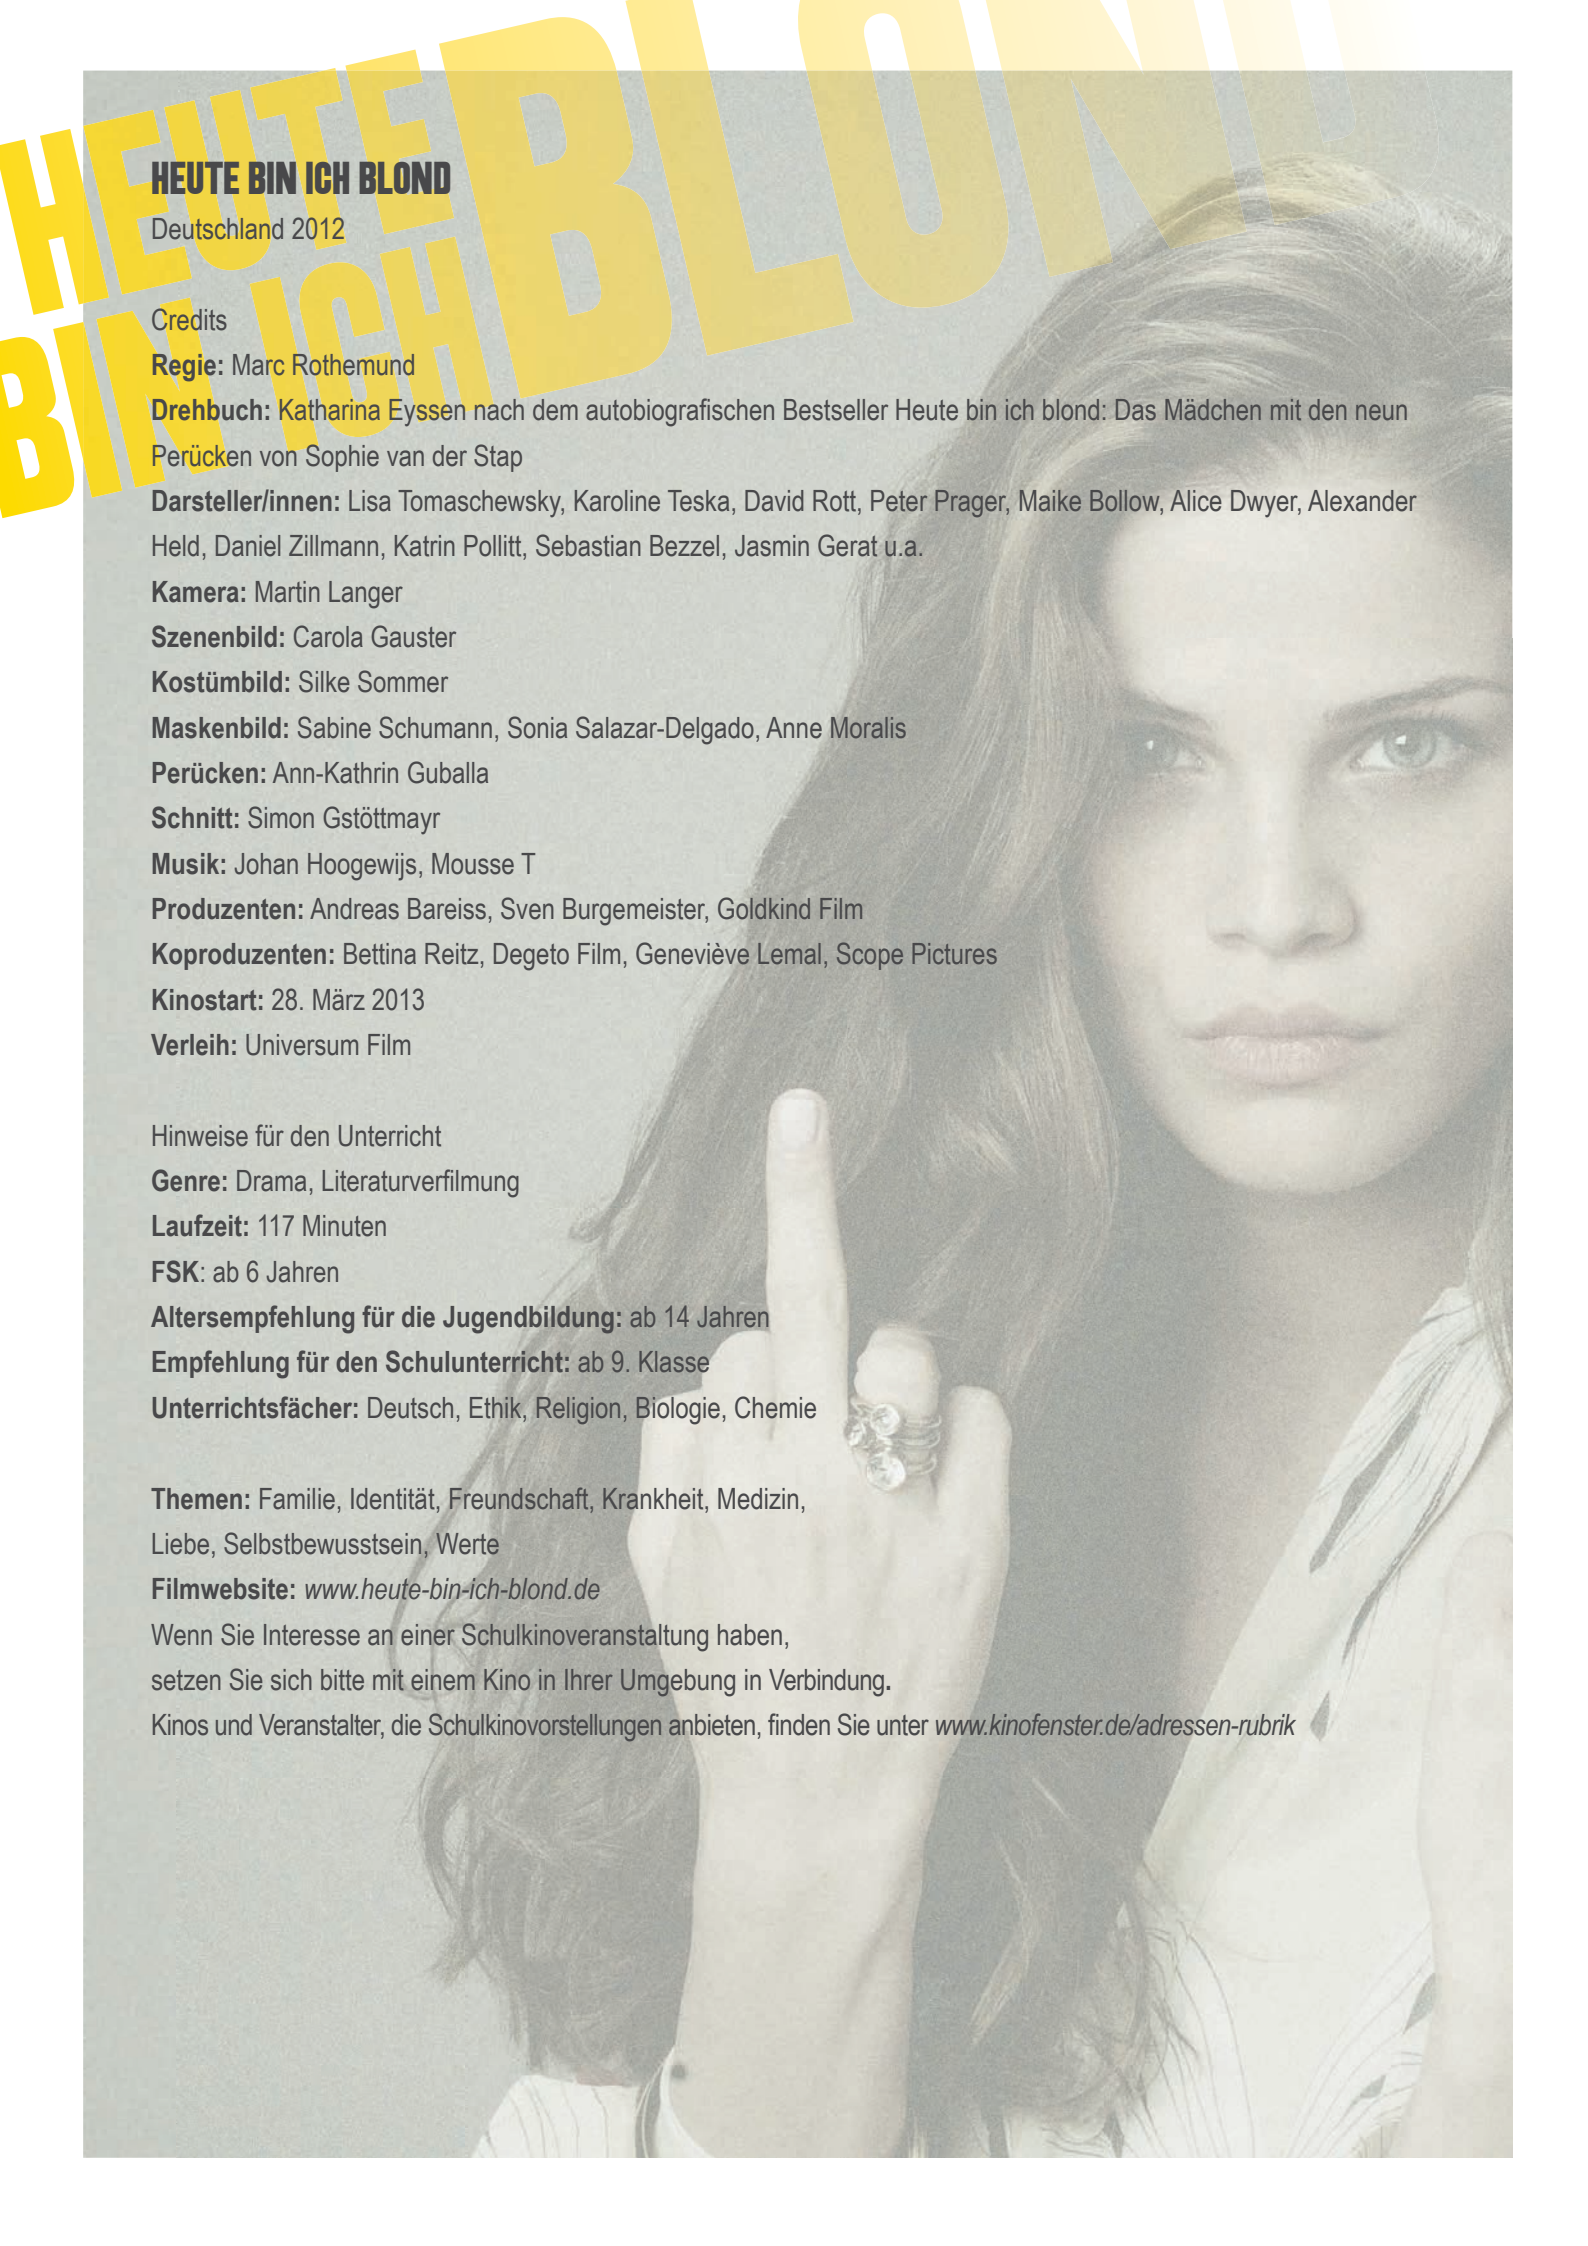 HEUTE
BIN ICH
BLOND
HEUTE BIN ICH BLOND
Deutschland 2012
Credits
Regie: Marc Rothemund
Drehbuch: Katharina Eyssen nach dem autobiografischen Bestseller Heute bin ich blond: Das Mädchen mit den neun
Perücken von Sophie van der Stap
Darsteller/innen: Lisa Tomaschewsky, Karoline Teska, David Rott, Peter Prager, Maike Bollow, Alice Dwyer, Alexander
Held, Daniel Zillmann, Katrin Pollitt, Sebastian Bezzel, Jasmin Gerat u.a.
Kamera: Martin Langer
Szenenbild: Carola Gauster
Kostümbild: Silke Sommer
Maskenbild: Sabine Schumann, Sonia Salazar-Delgado, Anne Moralis
Perücken: Ann-Kathrin Guballa
Schnitt: Simon Gstöttmayr
Musik: Johan Hoogewijs, Mousse T
Produzenten: Andreas Bareiss, Sven Burgemeister, Goldkind Film
Koproduzenten: Bettina Reitz, Degeto Film, Geneviève Lemal, Scope Pictures
Kinostart: 28. März 2013
Verleih: Universum Film
Hinweise für den Unterricht
Genre: Drama, Literaturverfilmung
Laufzeit: 117 Minuten
FSK: ab 6 Jahren
Altersempfehlung für die Jugendbildung: ab 14 Jahren
Empfehlung für den Schulunterricht: ab 9. Klasse
Unterrichtsfächer: Deutsch, Ethik, Religion, Biologie, Chemie
Themen: Familie, Identität, Freundschaft, Krankheit, Medizin,
Liebe, Selbstbewusstsein, Werte
Filmwebsite: www.heute-bin-ich-blond.de
Wenn Sie Interesse an einer Schulkinoveranstaltung haben,
setzen Sie sich bitte mit einem Kino in Ihrer Umgebung in Verbindung.
Kinos und Veranstalter, die Schulkinovorstellungen anbieten, finden Sie unter www.kinofenster.de/adressen-rubrik